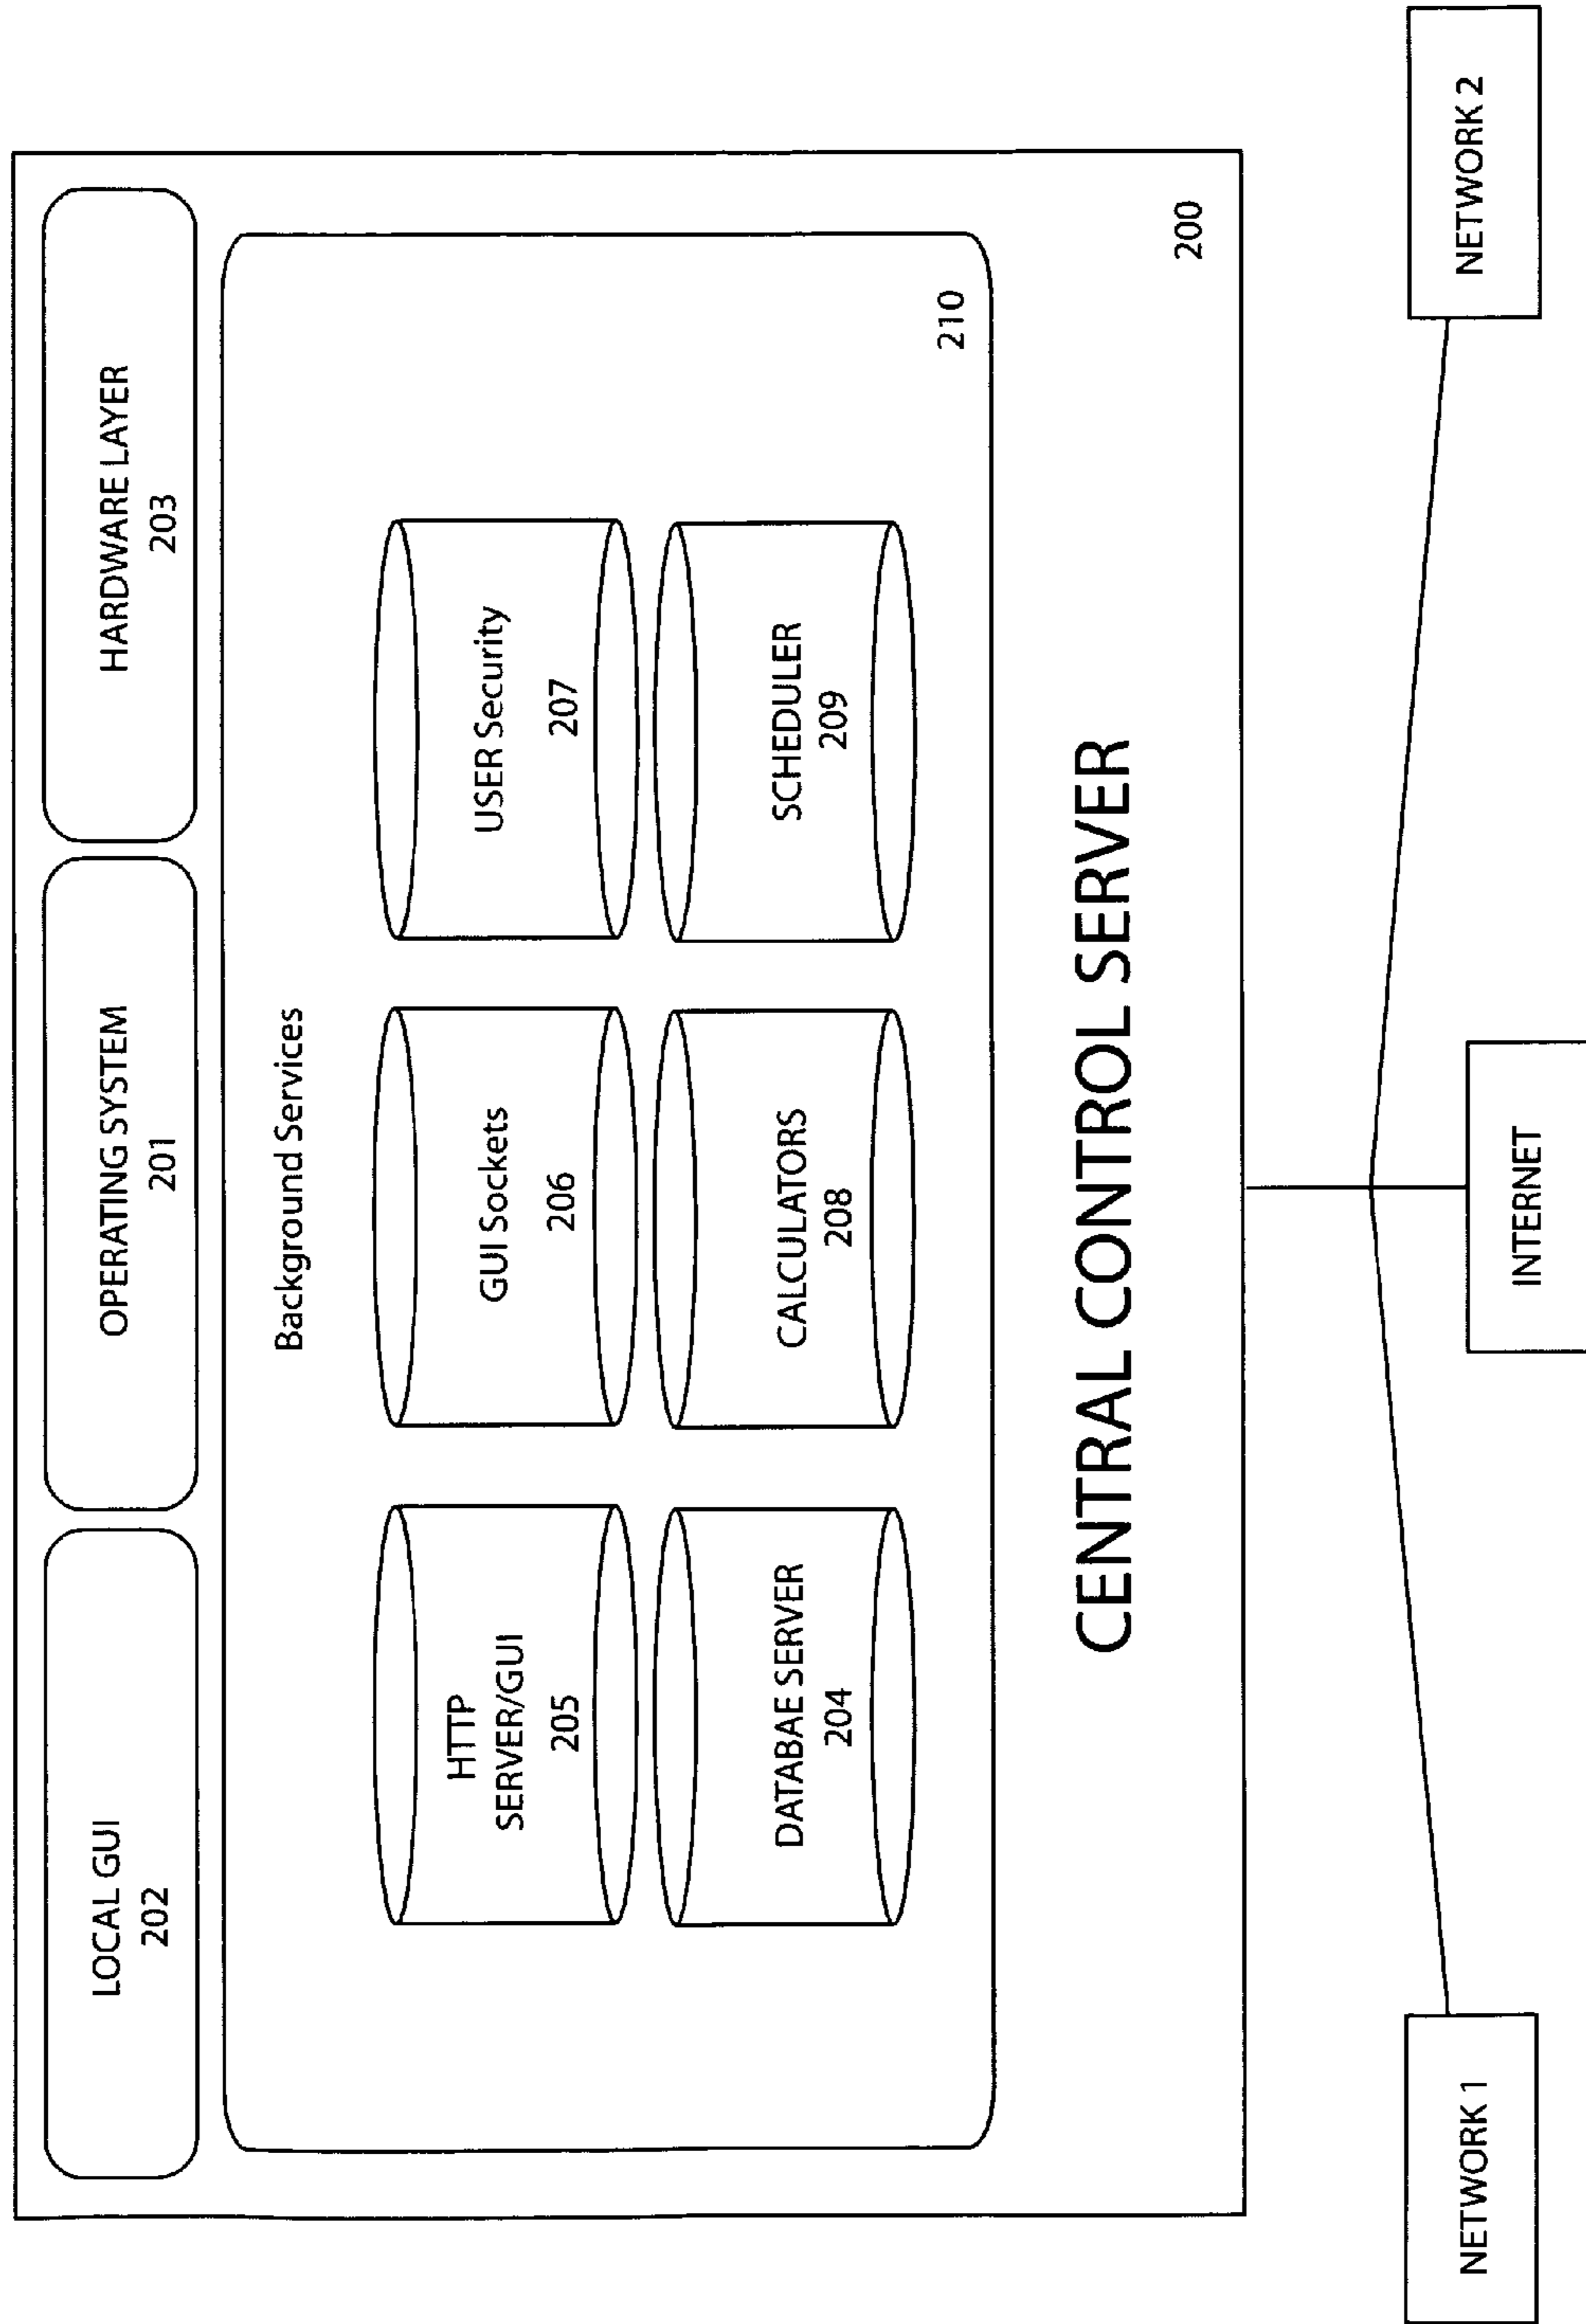 LOCAL GUI
202
OPERATING SYSTEM
201
HARDWARE LAYER
203
Background Services
HTTP
SERVER/GUI
205
GUI Sockets
206
USER Security
207
DATABAE SERVER
204
CALCULATORS
208
SCHEDULER
209
210
CENTRAL CONTROL SERVER
200
NETWORK 1
INTERNET
NETWORK 2